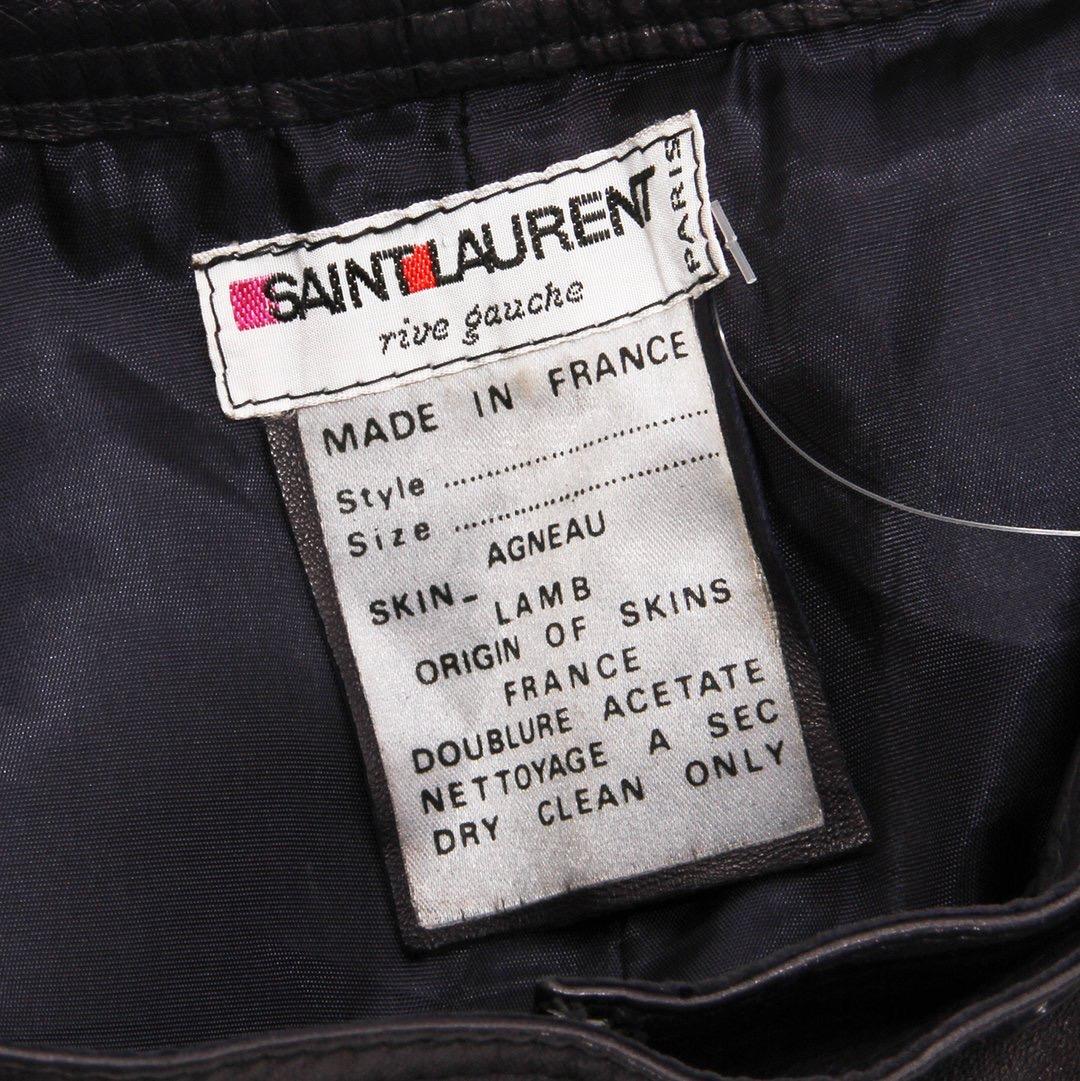 SAINT LAURENT
PARIS
rive gauche
MADE IN FRANCE
Style ........................
Size ........................
AGNEAU
SKIN-
LAMB
ORIGIN OF SKINS
FRANCE
DOUBLURE ACETATE
NETTOYAGE A SEC
DRY CLEAN ONLY